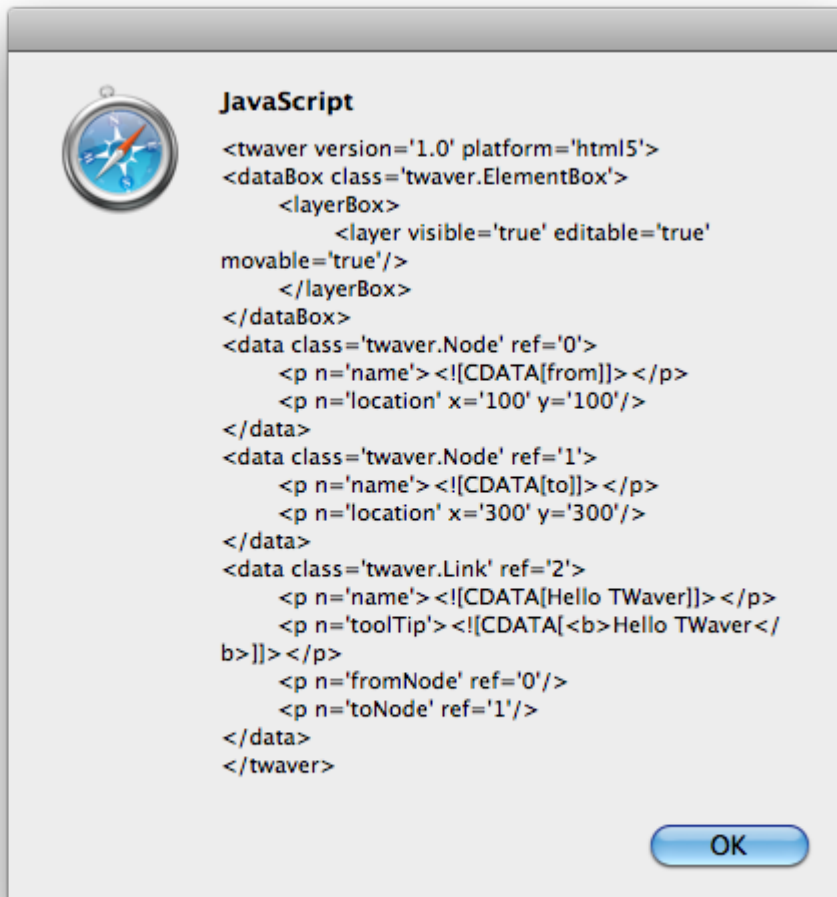 JavaScript
<twaver version='1.0' platform='html5'>
<dataBox class='twaver.ElementBox'>
<layerBox>
<layer visible='true' editable='true'
movable='true'/>
</layerBox>
</dataBox>
<data class='twaver.Node' ref='0'>
<p n='name'><![CDATA[from]]></p>
<p n='location' x='100' y='100'/>
</data>
<data class='twaver.Node' ref='1'>
<p n='name'><![CDATA[to]]></p>
<p n='location' x='300' y='300'/>
</data>
<data class='twaver.Link' ref='2'>
<p n='name'><![CDATA[Hello TWaver]]></p>
<p n='toolTip'><![CDATA[<b>Hello TWaver</
b>]]></p>
<p n='fromNode' ref='0'/>
<p n='toNode' ref='1'/>
</data>
</twaver>
OK